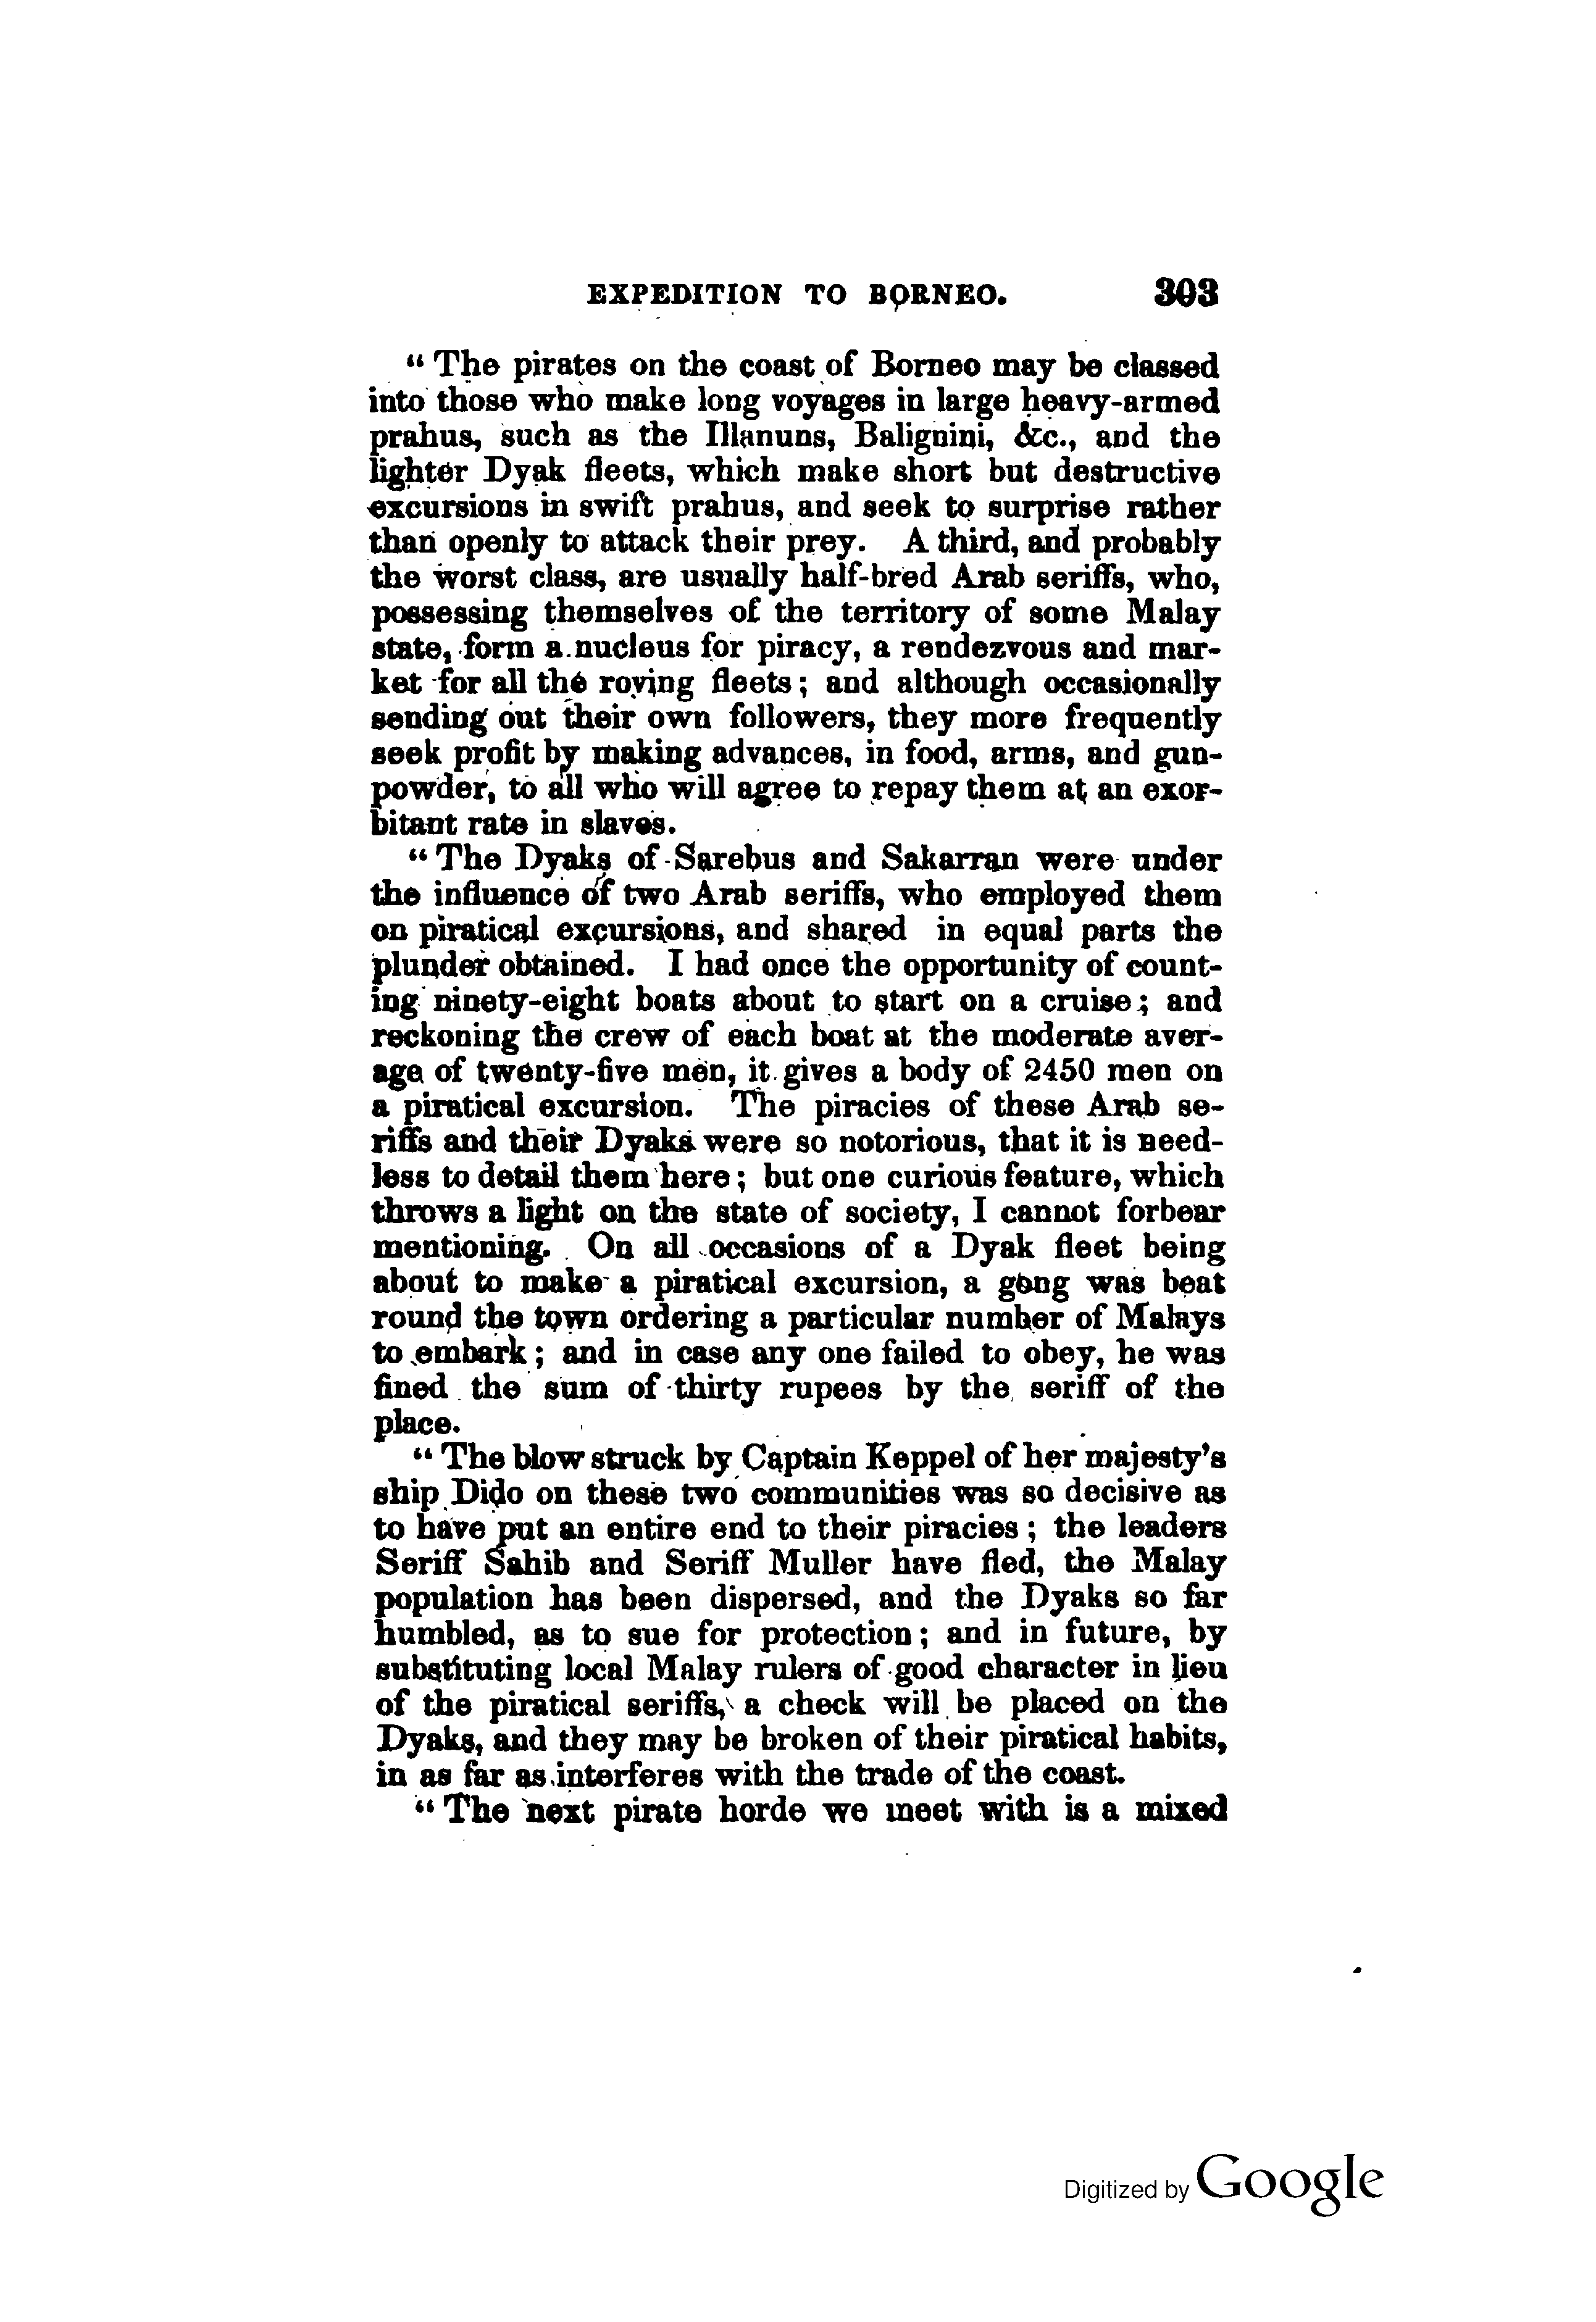 EXPEDITION TO BORNEO. 303
“The pirates on the coast of Borneo may be classed
into those who make long voyages in large heavy-armed
prahus, such as the Illanuns, Balignini, &c., and the
lighter Dyak fleets, which make short but destructive
excursions in swift prahus, and seek to surprise rather
than openly to attack their prey. A third, and probably
the worst class, are usually half-bred Arab seriffs, who,
possessing themselves of the territory of some Malay
state, form a nucleus for piracy, a rendezvous and mar-
ket for all the roving fleets; and although occasionally
sending out their own followers, they more frequently
seek profit by making advances, in food, arms, and gun-
powder, to all who will agree to repay them at an exor-
bitant rate in slaves.
“The Dyaks of Sarebus and Sakarran were under
the influence of two Arab seriffs, who employed them
on piratical excursions, and shared in equal parts the
plunder obtained. I had once the opportunity of count-
ing ninety-eight boats about to start on a cruise; and
reckoning the crew of each boat at the moderate aver-
age of twenty-five men, it gives a body of 2450 men on
a piratical excursion. The piracies of these Arab se-
riffs and their Dyaks were so notorious, that it is need-
less to detail them here; but one curious feature, which
throws a light on the state of society, I cannot forbear
mentioning. On all occasions of a Dyak fleet being
about to make a piratical excursion, a gong was beat
round the town ordering a particular number of Malays
to embark; and in case any one failed to obey, he was
fined the sum of thirty rupees by the seriff of the
place.
“The blow struck by Captain Keppel of her majesty's
ship Dido on these two communities was so decisive as
to have put an entire end to their piracies; the leaders
Seriff Sahib and Seriff Muller have fled, the Malay
population has been dispersed, and the Dyaks so far
humbled, as to sue for protection; and in future, by
substituting local Malay rulers of good character in lieu
of the piratical seriffs, a check will be placed on the
Dyaks, and they may be broken of their piratical habits,
in as far as interferes with the trade of the coast.
“The next pirate horde we meet with is a mixed
Digitized by Google